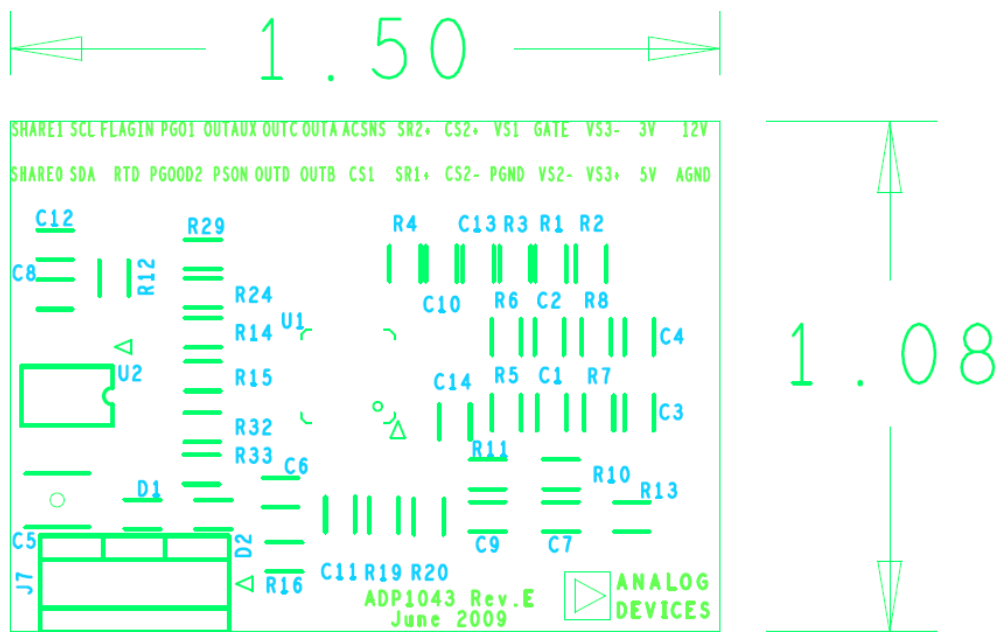 1.50
SHARE1 SCL FLAGIN PGO1 OUTAUX OUTC OUTA ACSNS SR2+ CS2+ VS1 GATE VS3- 3V 12V
SHARE0 SDA RTD PGOOD2 PSON OUTD OUTB CS1 SR1+ CS2- PGND VS2- VS3+ 5V AGND
C12 R29 R4 C13 R3 R1 R2
C8 R12
R24 C10 R6 C2 R8
R14 U1 C4
1.08
U2 R15 C14 R5 C1 R7
C3
R32
R33 C6 R11
D1 R10 R13
C5 D2 C9 C7
J7 R16 C11 R19 R20
ADP1043 Rev.E
June 2009
ANALOG
DEVICES